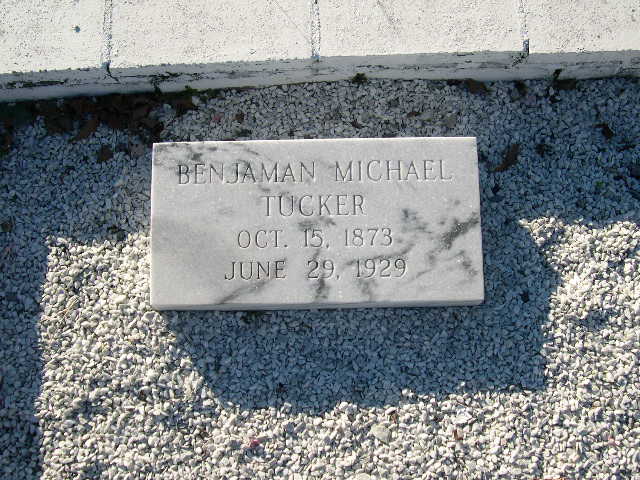 BENJAMAN MICHAEL
TUCKER
OCT. 15, 1873
JUNE 29, 1929